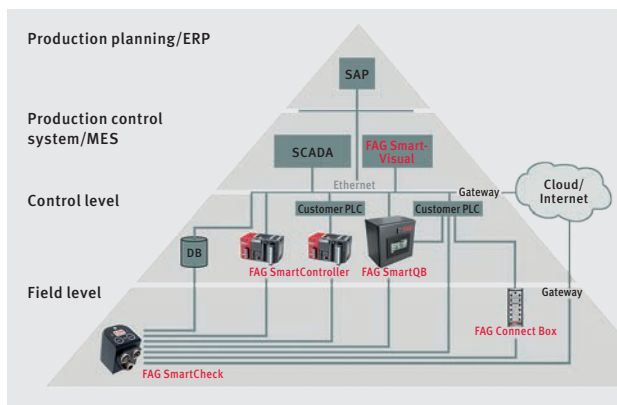 Production planning/ERP
SAP
Production control
system/MES
SCADA
FAG Smart-
Visual
Ethernet
Control level
Gateway
Cloud/
Internet
Customer PLC
Customer PLC
DB
FAG SmartController
FAG SmartQB
Field level
Gateway
FAG Connect Box
FAG SmartCheck